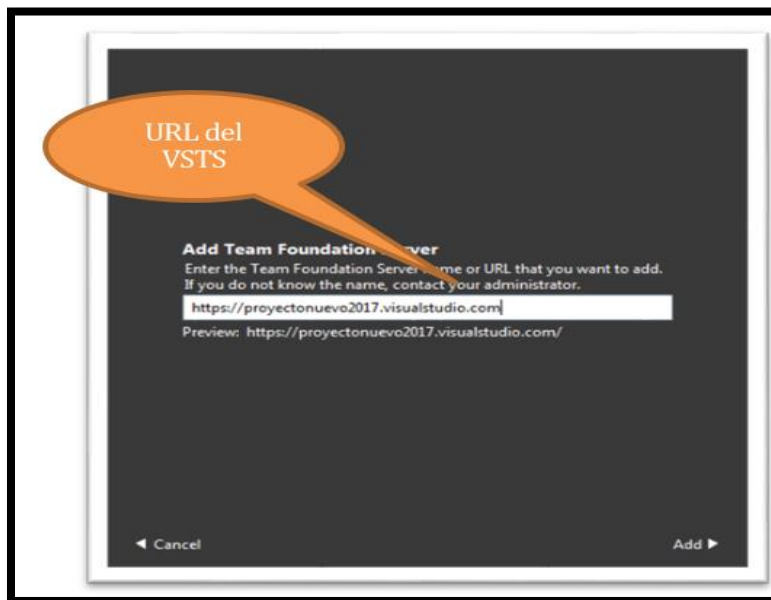 URL del
VSTS
Add Team Foundation Server
Enter the Team Foundation Server name or URL that you want to add.
If you do not know the name, contact your administrator.
https://proyectonuevo2017.visualstudio.com
Preview: https://proyectonuevo2017.visualstudio.com/
Cancel
Add